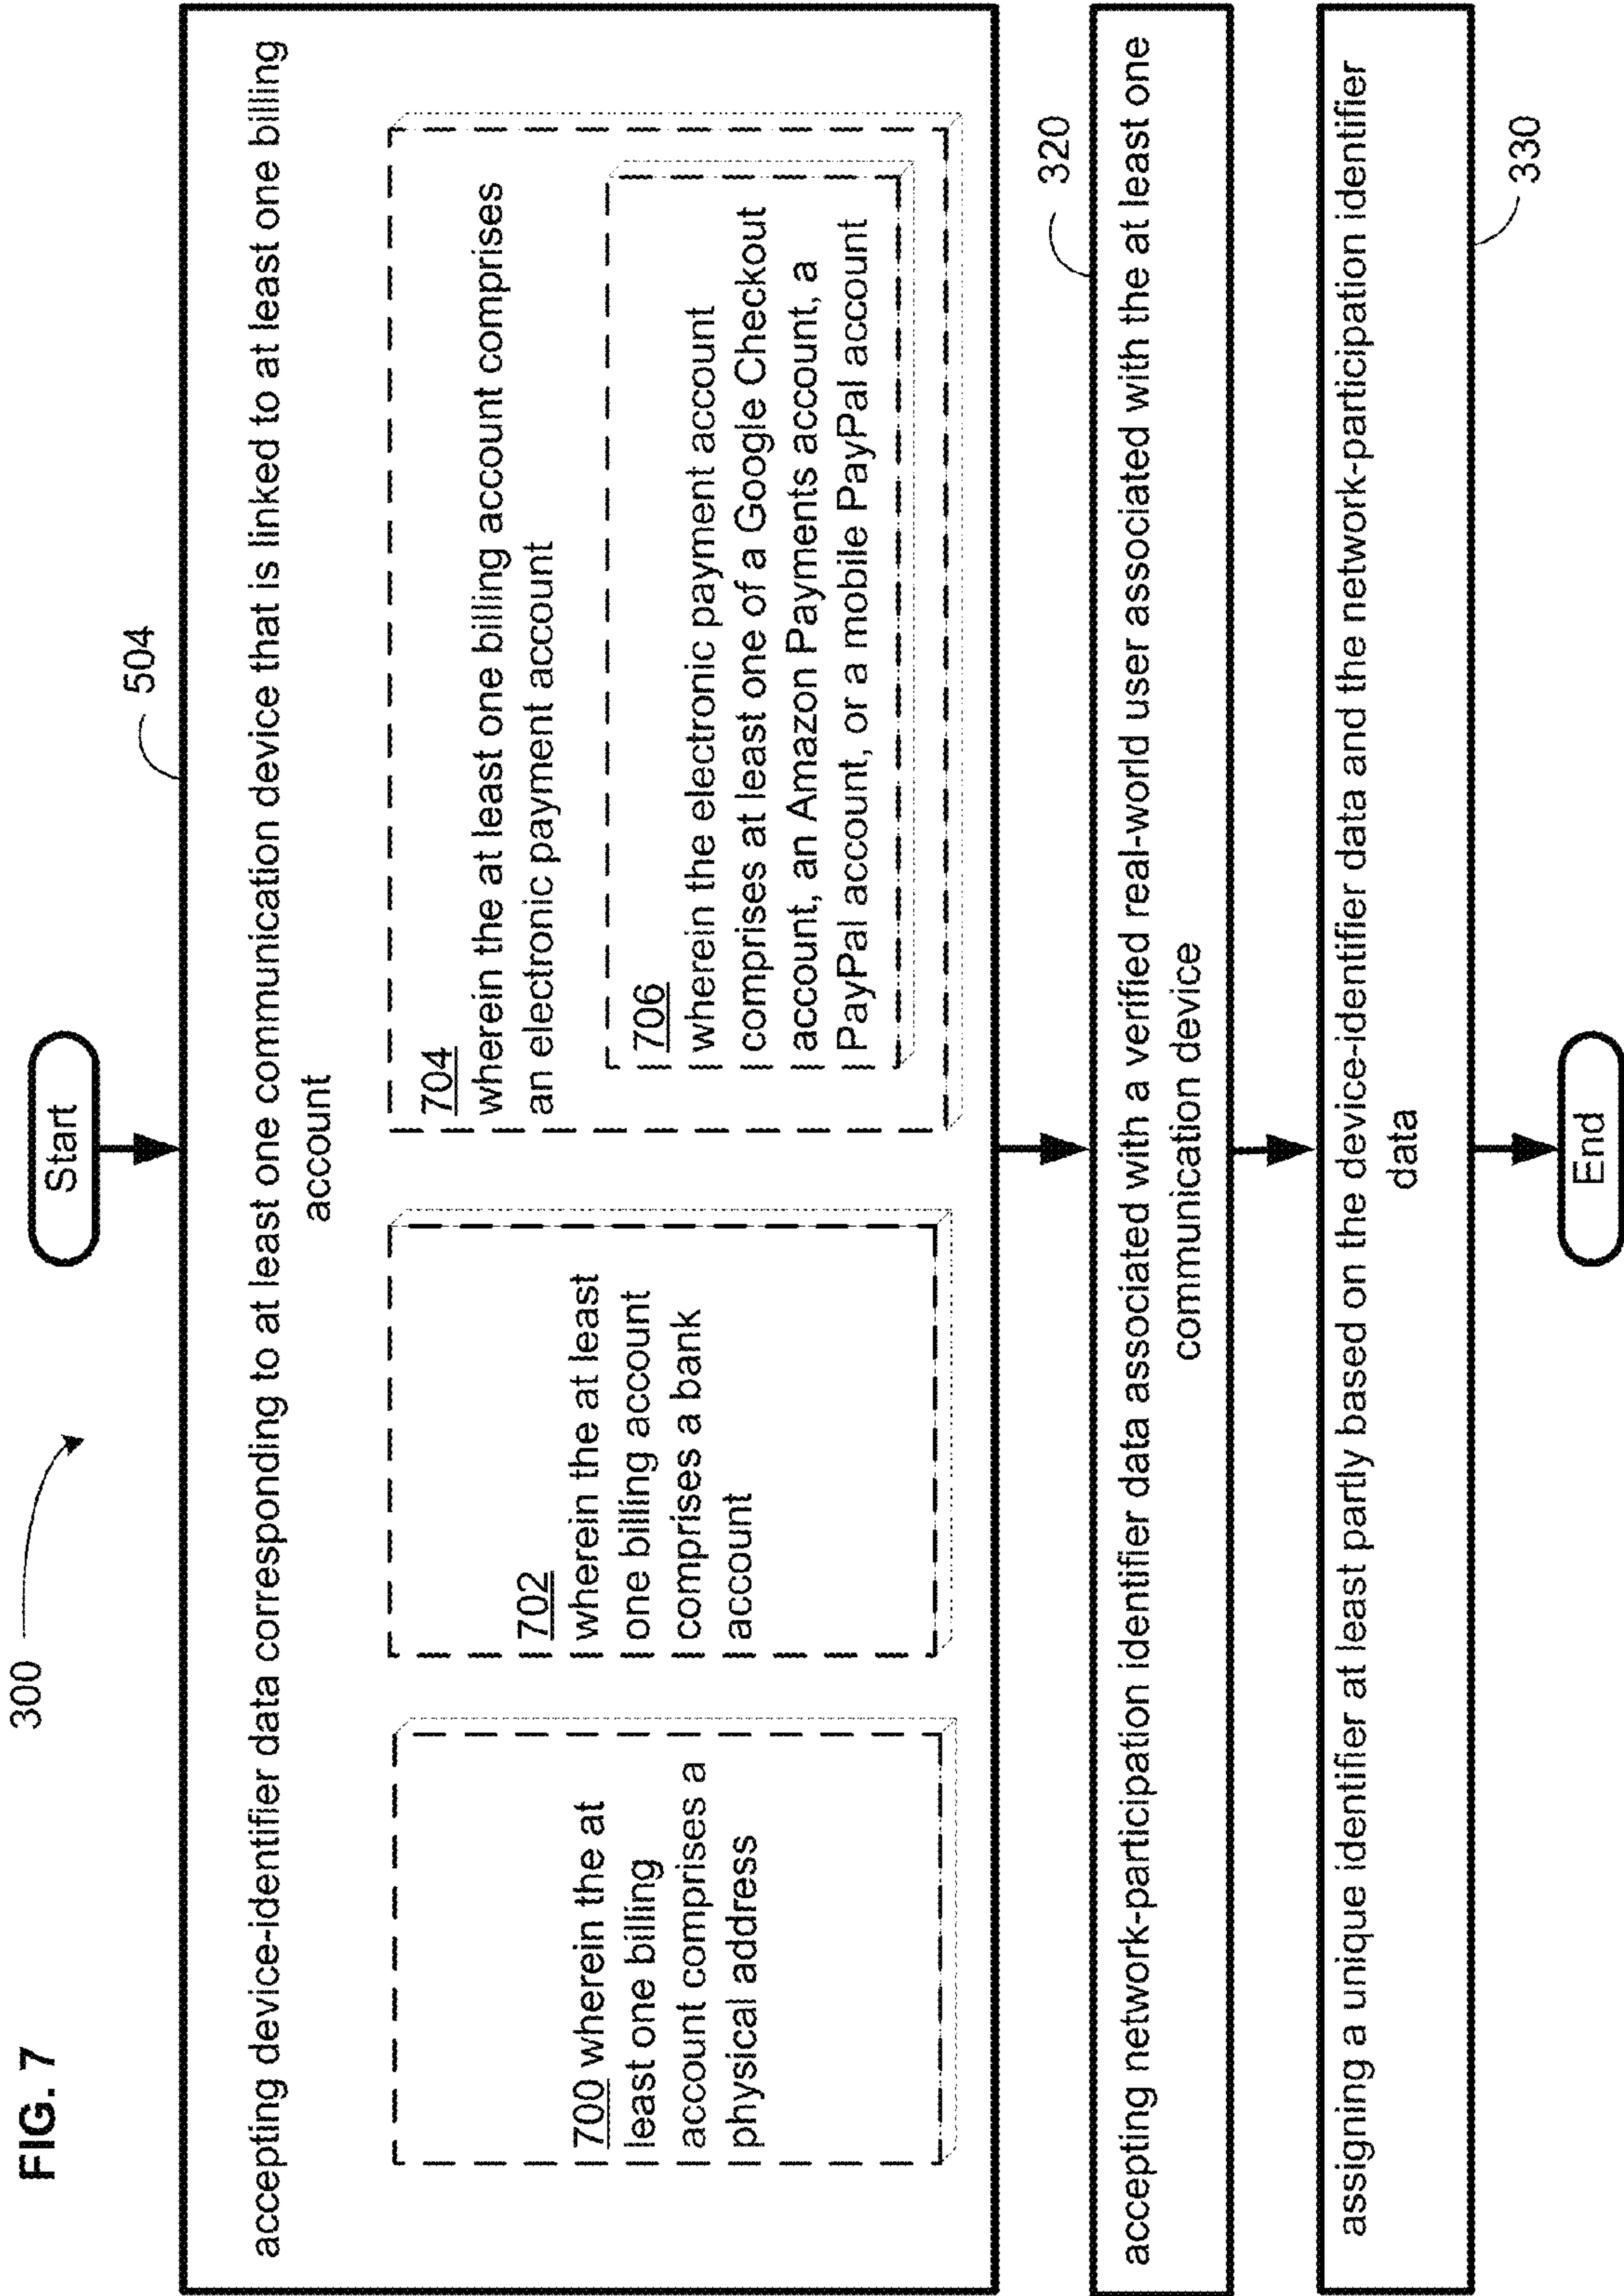 FIG. 7
300
Start
504
accepting device-identifier data corresponding to at least one communication device that is linked to at least one billing
account
700 wherein the at
least one billing
account comprises a
physical address
702
wherein the at least
one billing account
comprises a bank
account
704
wherein the at least one billing account comprises
an electronic payment account
706
wherein the electronic payment account
comprises at least one of a Google Checkout
account, an Amazon Payments account, a
PayPal account, or a mobile PayPal account
320
accepting network-participation identifier data associated with a verified real-world user associated with the at least one
communication device
assigning a unique identifier at least partly based on the device-identifier data and the network-participation identifier
data
330
End